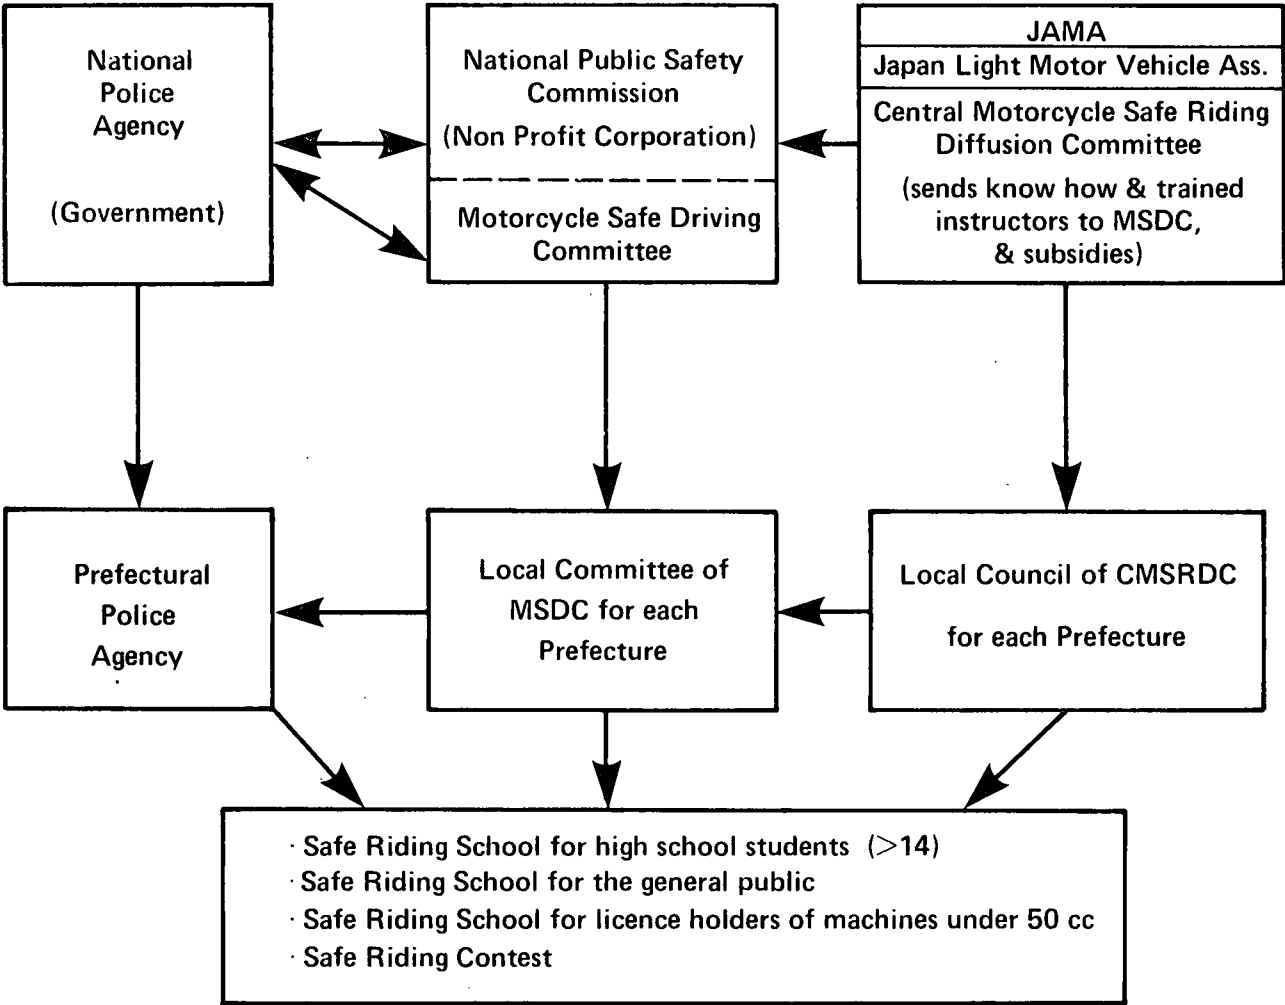 National
Police
Agency
(Government)
National Public Safety
Commission
(Non Profit Corporation)
Motorcycle Safe Driving
Committee
JAMA
Japan Light Motor Vehicle Ass.
Central Motorcycle Safe Riding
Diffusion Committee
(sends know how & trained
instructors to MSDC,
& subsidies)
Prefectural
Police
Agency
Local Committee of
MSDC for each
Prefecture
Local Council of CMSRDC
for each Prefecture
· Safe Riding School for high school students (>14)
· Safe Riding School for the general public
· Safe Riding School for licence holders of machines under 50 cc
· Safe Riding Contest